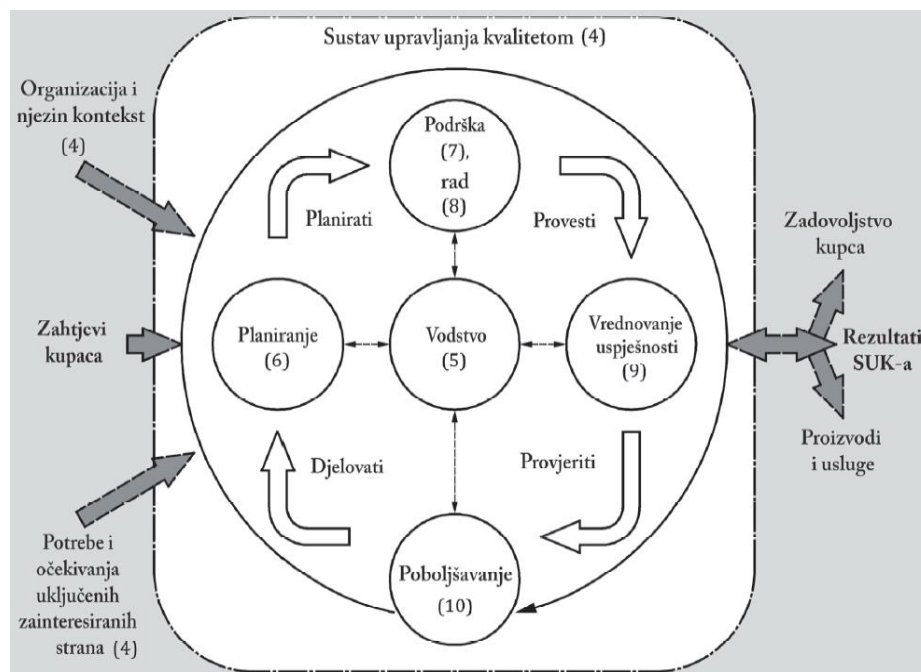 Sustav upravljanja kvalitetom (4)
Organizacija i
njezin kontekst
(4)
Podrška
(7),
rad
(8)
Planirati
Provesti
Zadovoljstvo
kupca
Zahtjevi
kupaca
Planiranje
(6)
Vodstvo
(5)
Vrednovanje
uspješnosti
(9)
Rezultati
SUK-a
Djelovati
Provjeriti
Proizvodi
i usluge
Potrebe i
očekivanja
uključenih
zainteresiranih
strana (4)
Poboljšavanje
(10)